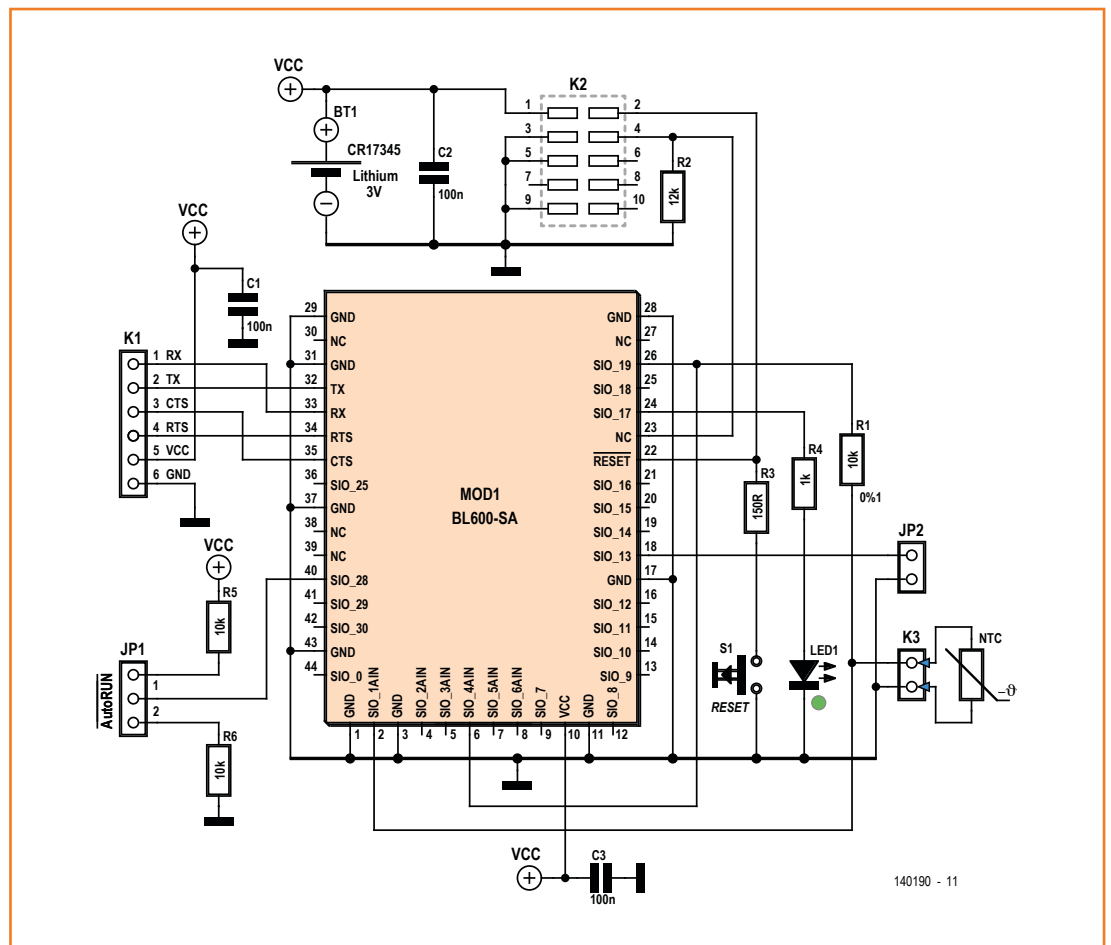 VCC
BT1
CR17345
Lithium
3V
C2
100n
K2
1 2
3 4
5 6
7 8
9 10
R2
12k
VCC
C1
100n
K1
1 RX
2 TX
3 CTS
4 RTS
5 VCC
6 GND
29 GND
30 NC
31 GND
32 TX
33 RX
34 RTS
35 CTS
36 SIO_25
37 GND
38 NC
39 NC
40 SIO_28
41 SIO_29
42 SIO_30
43 GND
44 SIO_0
MOD1
BL600-SA
GND 28
NC 27
SIO_19 26
SIO_18 25
SIO_17 24
NC 23
RESET 22
SIO_16 21
SIO_15 20
SIO_14 19
SIO_13 18
GND 17
SIO_12 16
SIO_11 15
SIO_10 14
SIO_9 13
GND 1
SIO_1AIN 2
GND 3
SIO_2AIN 4
SIO_3AIN 5
SIO_4AIN 6
SIO_5AIN 7
SIO_6AIN 8
SIO_7 9
VCC 10
GND 11
SIO_8 12
R1
10k
0%1
R4
1k
R3
150R
JP2
K3
NTC
-ϑ
S1
RESET
LED1
VCC
R5
10k
JP1
AutoRUN
1
2
R6
10k
VCC
C3
100n
140190 - 11